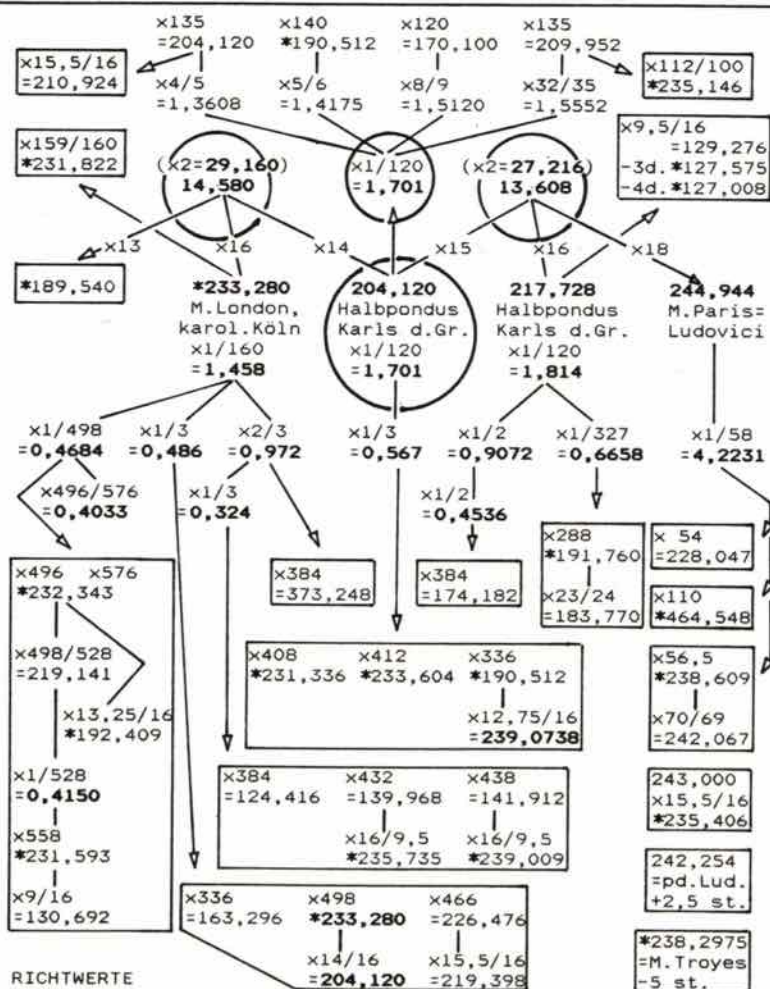 ×135 ×140 ×120 ×135
=204,120 *190,512 =170,100 =209,952
×15,5/16
=210,924
×112/100
*235,146
×4/5 ×5/6 ×8/9 ×32/35
=1,3608 =1,4175 =1,5120 =1,5552
×159/160
*231,822
×9,5/16
=129,276
-3d. *127,575
-4d. *127,008
(×2=29,160)
14,580
×1/120
=1,701
(×2=27,216)
13,608
×13 ×16 ×14 ×15 ×16 ×18
*189,540
*233,280
M.London,
karol.Köln
×1/160
=1,458
204,120
Halbpondus
Karls d.Gr.
×1/120
=1,701
217,728
Halbpondus
Karls d.Gr.
×1/120
=1,814
244,944
M.Paris=
Ludovici
×1/498 ×1/3 ×2/3 ×1/3 ×1/2 ×1/327 ×1/58
=0,4684 =0,486 =0,972 =0,567 =0,9072 =0,6658 =4,2231
×496/576
=0,4033
×1/3
=0,324
×1/2
=0,4536
×496 ×576
*232,343
×498/528
=219,141
×13,25/16
*192,409
×1/528
=0,4150
×558
*231,593
×9/16
=130,692
×384
=373,248
×384
=174,182
×288
*191,760
×23/24
=183,770
× 54
=228,047
×110
*464,548
×408 ×412 ×336
*231,336 *233,604 *190,512
×12,75/16
=239,0738
×56,5
*238,609
×70/69
=242,067
×384 ×432 ×438
=124,416 =139,968 =141,912
×16/9,5 ×16/9,5
*235,735 *239,009
243,000
×15,5/16
*235,406
242,254
=pd.Lud.
+2,5 st.
×336 ×498 ×466
=163,296 *233,280 =226,476
×14/16 ×15,5/16
=204,120 =219,398
*238,2975
=M.Troyes
-5 st.
RICHTWERTE